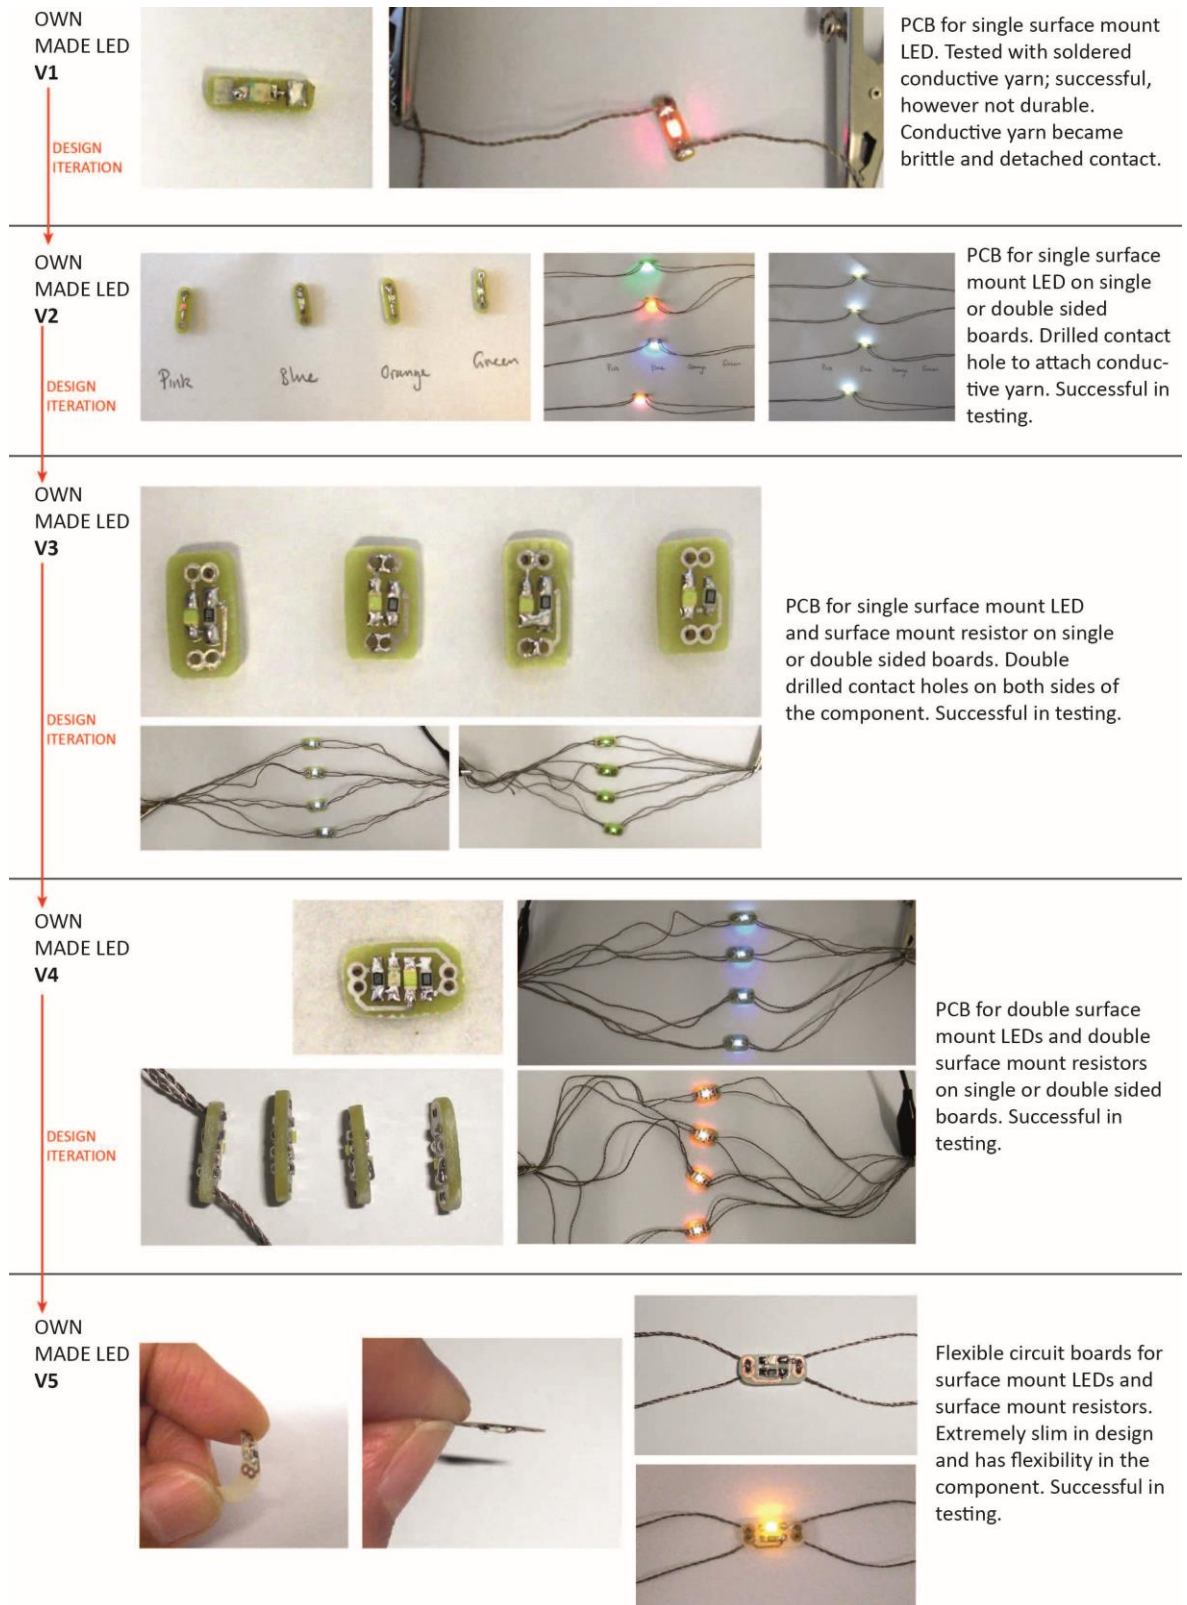 OWN
MADE LED
V1
DESIGN
ITERATION
PCB for single surface mount
LED. Tested with soldered
conductive yarn; successful,
however not durable.
Conductive yarn became
brittle and detached contact.
OWN
MADE LED
V2
DESIGN
ITERATION
Pink
Blue
Orange
Green
Pink
Blue
Orange
Green
PCB for single surface
mount LED on single
or double sided
boards. Drilled contact
hole to attach conduc-
tive yarn. Successful in
testing.
OWN
MADE LED
V3
DESIGN
ITERATION
PCB for single surface mount LED
and surface mount resistor on single
or double sided boards. Double
drilled contact holes on both sides of
the component. Successful in testing.
OWN
MADE LED
V4
DESIGN
ITERATION
PCB for double surface
mount LEDs and double
surface mount resistors
on single or double sided
boards. Successful in
testing.
OWN
MADE LED
V5
Flexible circuit boards for
surface mount LEDs and
surface mount resistors.
Extremely slim in design
and has flexibility in the
component. Successful in
testing.